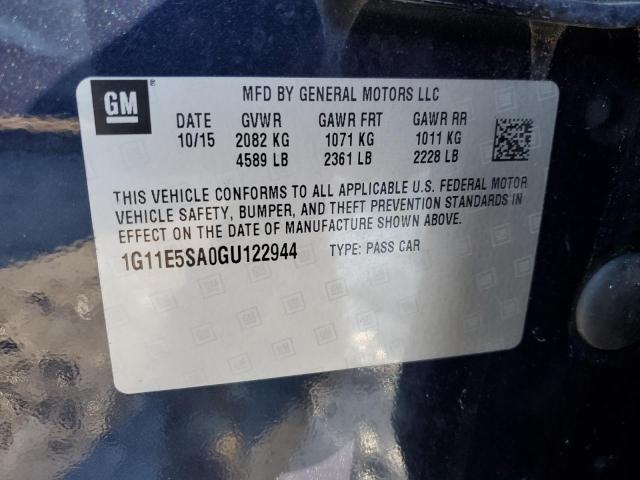 GM
MFD BY GENERAL MOTORS LLC
DATE GVWR GAWR FRT GAWR RR
10/15 2082 KG 1071 KG 1011 KG
4589 LB 2361 LB 2228 LB
THIS VEHICLE CONFORMS TO ALL APPLICABLE U.S. FEDERAL MOTOR
VEHICLE SAFETY, BUMPER, AND THEFT PREVENTION STANDARDS IN
EFFECT ON THE DATE OF MANUFACTURE SHOWN ABOVE.
1G11E5SA0GU122944 TYPE: PASS CAR